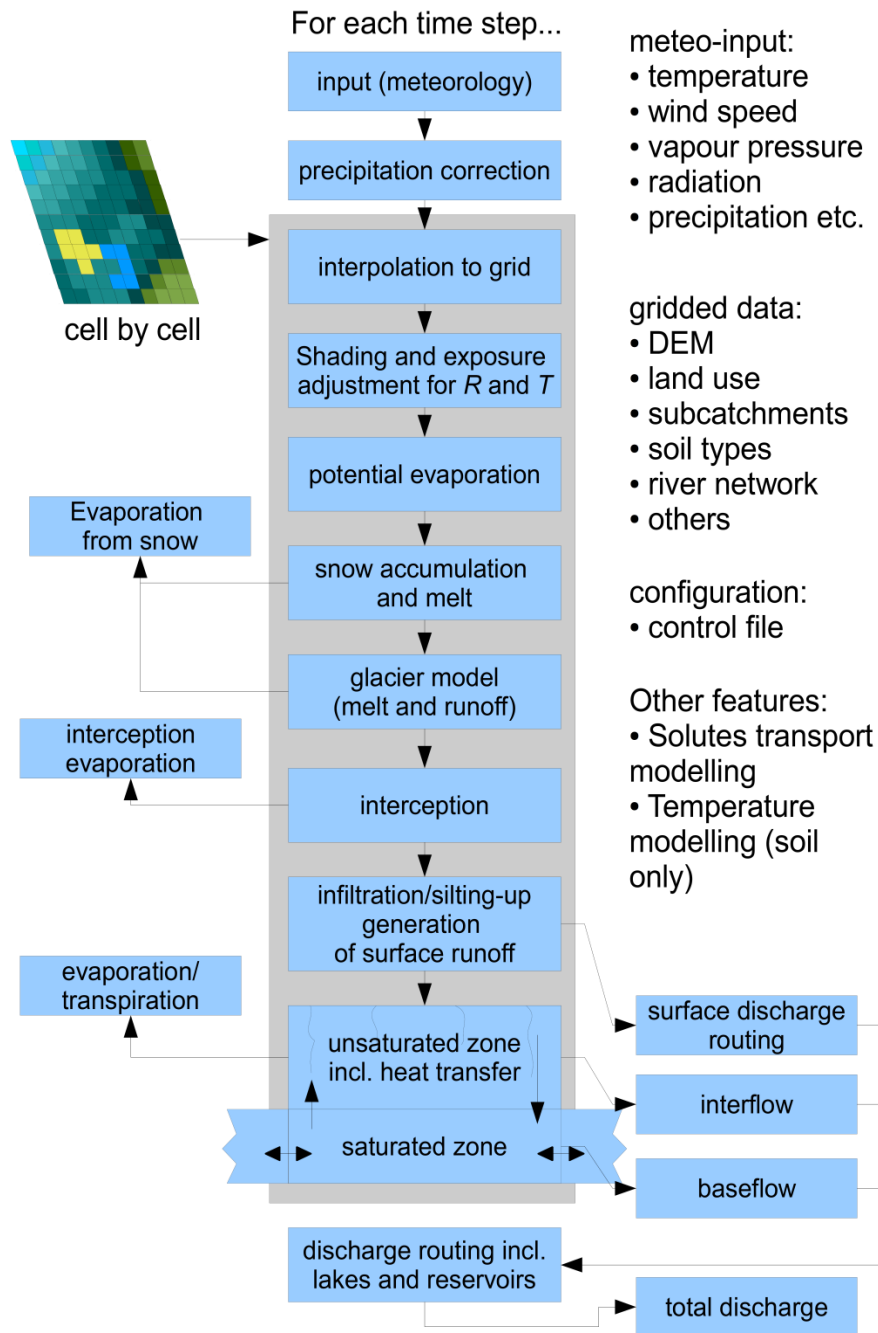 For each time step...
input (meteorology)
precipitation correction
cell by cell
interpolation to grid
Shading and exposure
adjustment for R and T
potential evaporation
Evaporation
from snow
snow accumulation
and melt
glacier model
(melt and runoff)
interception
evaporation
interception
infiltration/silting-up
generation
of surface runoff
evaporation/
transpiration
unsaturated zone
incl. heat transfer
saturated zone
surface discharge
routing
interflow
baseflow
discharge routing incl.
lakes and reservoirs
total discharge
meteo-input:
• temperature
• wind speed
• vapour pressure
• radiation
• precipitation etc.
gridded data:
• DEM
• land use
• subcatchments
• soil types
• river network
• others
configuration:
• control file
Other features:
• Solutes transport
modelling
• Temperature
modelling (soil
only)